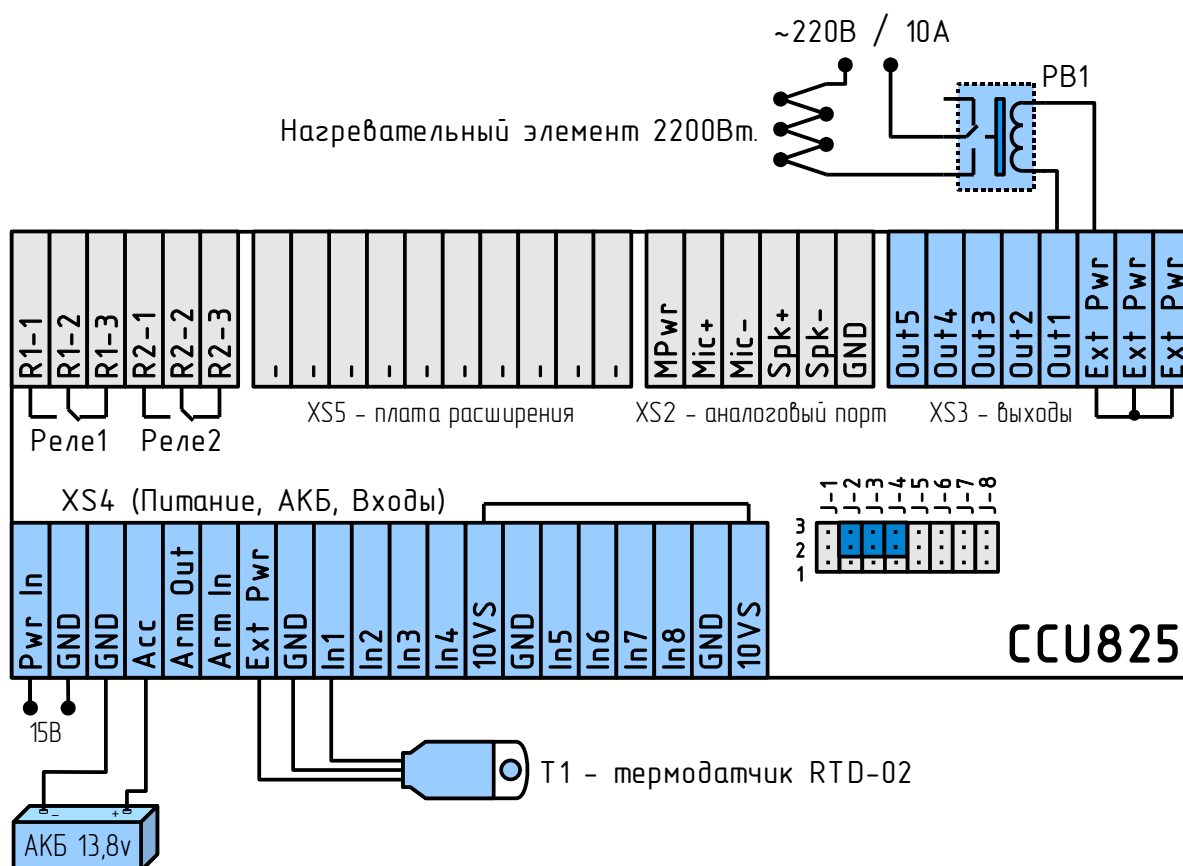 ~220В / 10А
РВ1
Нагревательный элемент 2200Вт.
R1-1
R1-2
R1-3
R2-1
R2-2
R2-3
-
-
-
-
-
-
-
-
-
-
MPwr
Mic+
Mic-
Spk+
Spk-
GND
Out5
Out4
Out3
Out2
Out1
Ext Pwr
Ext Pwr
Ext Pwr
Реле1
Реле2
XS5 - плата расширения
XS2 - аналоговый порт
XS3 - выходы
XS4 (Питание, АКБ, Входы)
J-1
J-2
J-3
J-4
J-5
J-6
J-7
J-8
3
2
1
Pwr In
GND
GND
Acc
Arm Out
Arm In
Ext Pwr
GND
In1
In2
In3
In4
10VS
GND
In5
In6
In7
In8
GND
10VS
CCU825
15В
Т1 - термодатчик RTD-02
- +
АКБ 13,8v